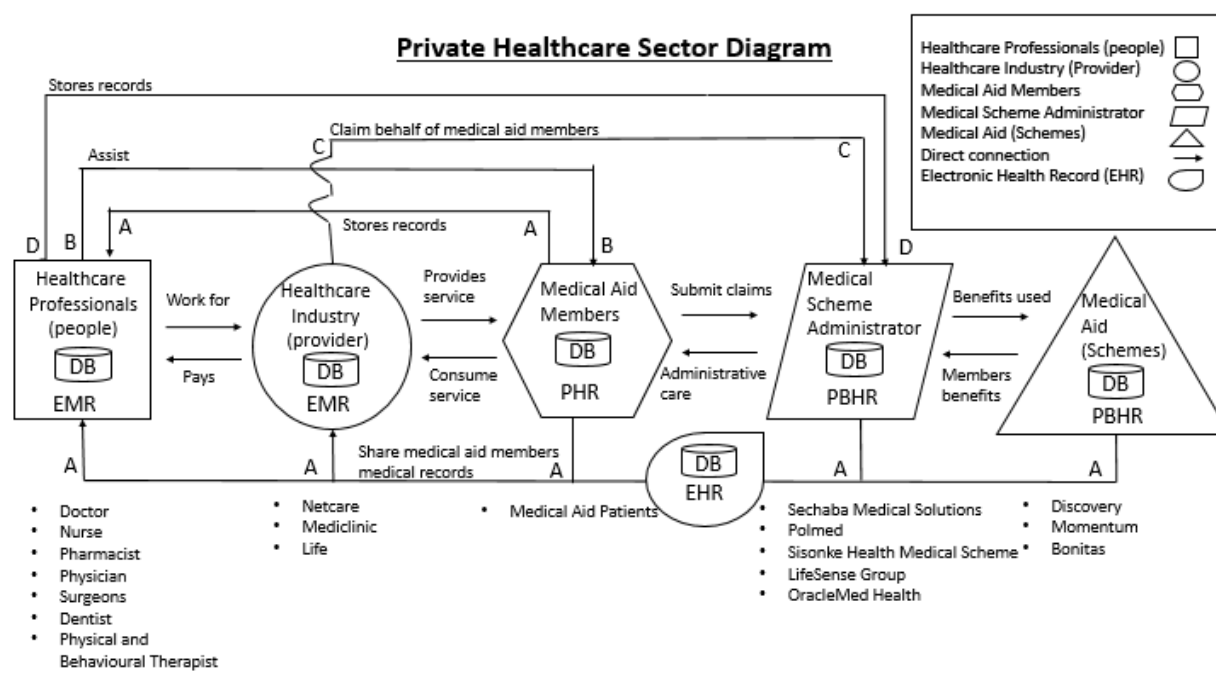 Private Healthcare Sector Diagram
Healthcare Professionals (people)
Healthcare Industry (Provider)
Medical Aid Members
Medical Scheme Administrator
Medical Aid (Schemes)
Direct connection
Electronic Health Record (EHR)
Stores records
Claim behalf of medical aid members
C
C
Assist
A
Stores records
A
D
B
B
D
Healthcare
Professionals
(people)
DB
EMR
Work for
Pays
Healthcare
Industry
(provider)
DB
EMR
Provides
service
Consume
service
Medical Aid
Members
DB
PHR
Submit claims
Administrative
care
Medical
Scheme
Administrator
DB
PBHR
Benefits used
Members
benefits
Medical
Aid
(Schemes)
DB
PBHR
A
A
Share medical aid members
medical records
A
DB
EHR
A
A
• Doctor
• Nurse
• Pharmacist
• Physician
• Surgeons
• Dentist
• Physical and
Behavioural Therapist
• Netcare
• Mediclinic
• Life
• Medical Aid Patients
• Sechaba Medical Solutions
• Polmed
• Sisonke Health Medical Scheme
• LifeSense Group
• OracleMed Health
• Discovery
• Momentum
• Bonitas